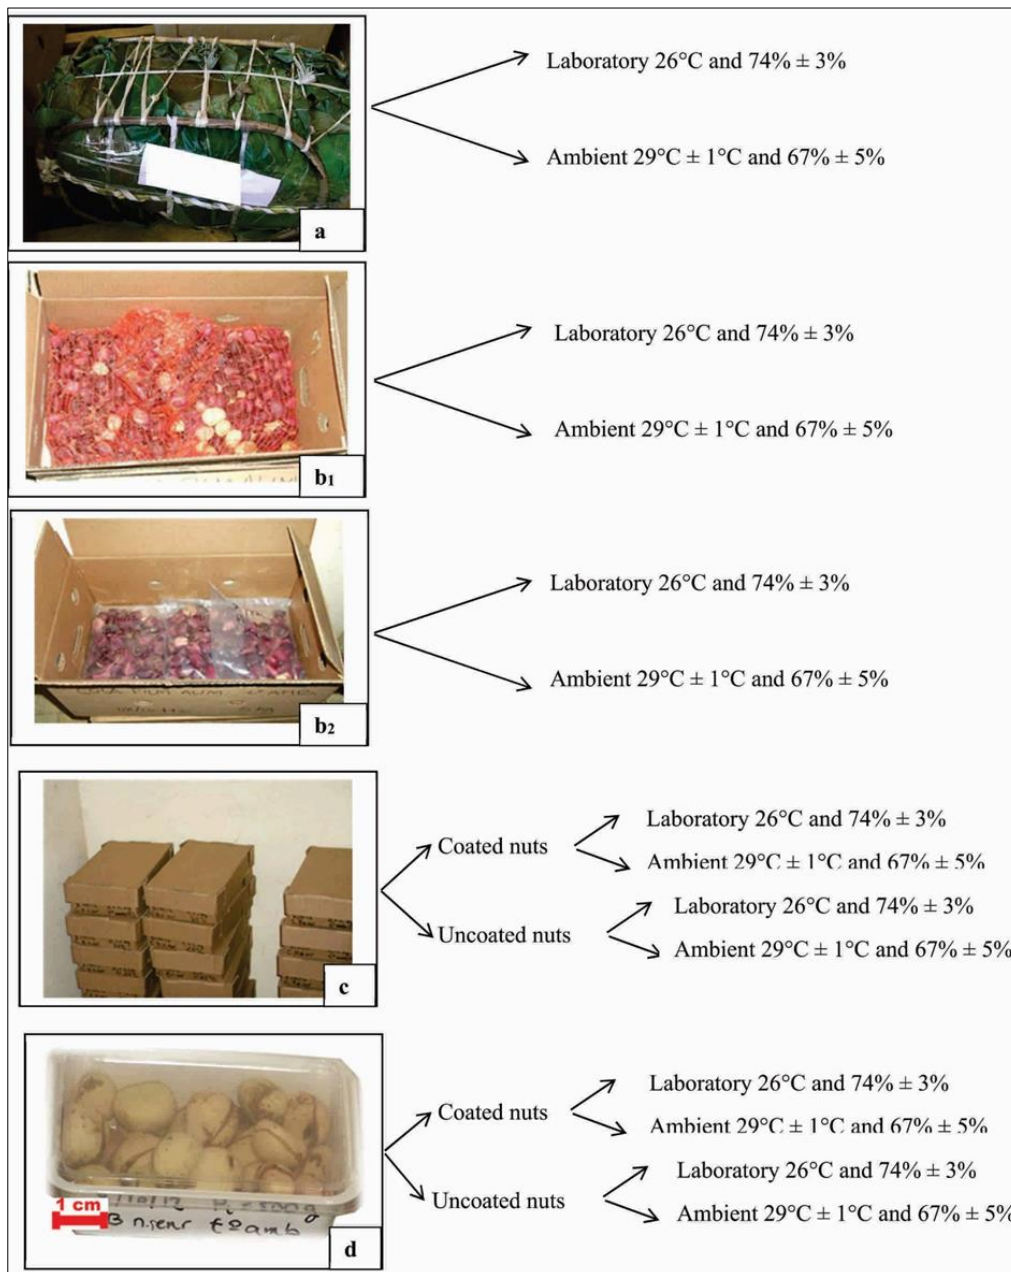 Laboratory 26°C and 74% ± 3%
Ambient 29°C ± 1°C and 67% ± 5%
a
Laboratory 26°C and 74% ± 3%
Ambient 29°C ± 1°C and 67% ± 5%
b1
Laboratory 26°C and 74% ± 3%
Ambient 29°C ± 1°C and 67% ± 5%
b2
Coated nuts
Laboratory 26°C and 74% ± 3%
Ambient 29°C ± 1°C and 67% ± 5%
Uncoated nuts
Laboratory 26°C and 74% ± 3%
Ambient 29°C ± 1°C and 67% ± 5%
c
Coated nuts
Laboratory 26°C and 74% ± 3%
Ambient 29°C ± 1°C and 67% ± 5%
Uncoated nuts
Laboratory 26°C and 74% ± 3%
Ambient 29°C ± 1°C and 67% ± 5%
1 cm
d